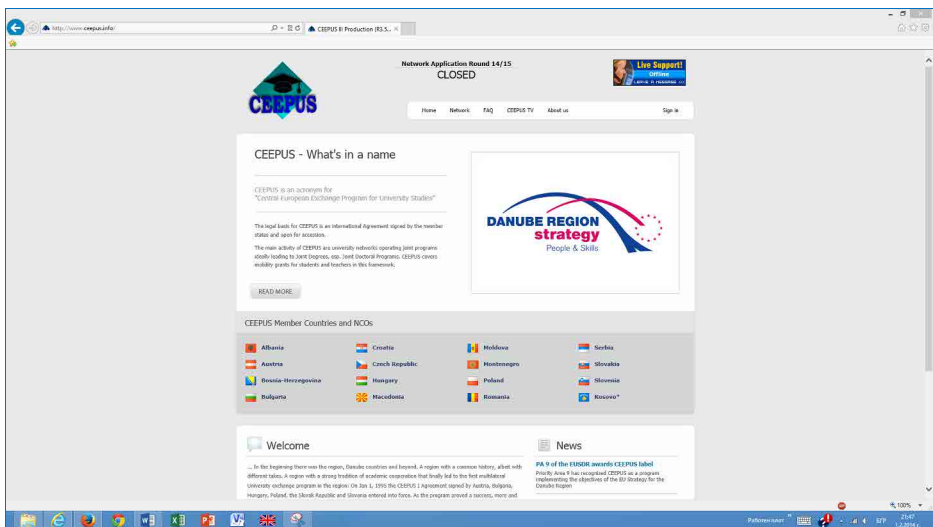 http://www.ceepus.info/
CEEPUS III Production (R3.5...
Network Application Round 14/15
CLOSED
Live Support!
Offline
CEEPUS
Home Network FAQ CEEPUS TV About us Sign in
CEEPUS - What's in a name
CEEPUS is an acronym for
"Central European Exchange Program for University Studies"
The legal basis for CEEPUS is an international Agreement signed by the member
states and open for accession.
The main activity of CEEPUS are university networks operating joint programs
ideally leading to Joint Degrees, esp. Joint Doctoral Programs. CEEPUS covers
mobility grants for students and teachers in this framework.
READ MORE
DANUBE REGION
strategy
People & Skills
CEEPUS Member Countries and NCOs
Albania Croatia Moldova Serbia
Austria Czech Republic Montenegro Slovakia
Bosnia-Herzegovina Hungary Poland Slovenia
Bulgaria Macedonia Romania Kosovo*
Welcome
... In the beginning there was the region, Danube countries and beyond. A region with a common history, albeit with
different takes. A region with a strong tradition of academic cooperation that finally led to the first multilateral
University exchange program in the region: On Jan 1, 1995 the CEEPUS I Agreement signed by Austria, Bulgaria,
Hungary, Poland, the Slovak Republic and Slovenia entered into force. As the program proved a success, more and
News
PA 9 of the EUSDR awards CEEPUS label
Priority Area 9 has recognised CEEPUS as a program
implementing the objectives of the EU Strategy for the
Danube Region
100%
Работен плот
БГР
21:47
1.2.2014 г.